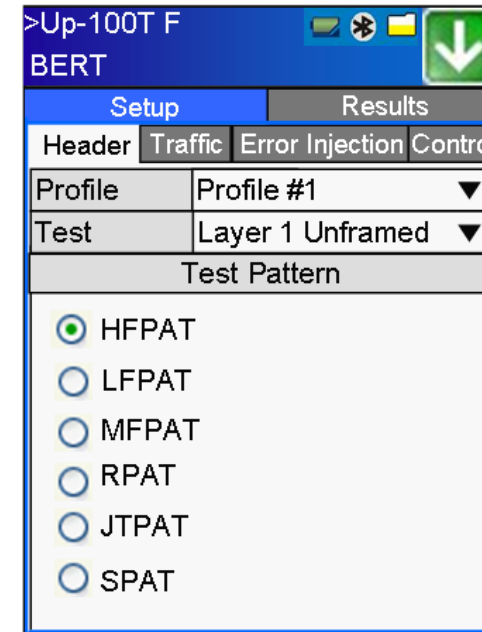 >Up-100T F
BERT
Setup Results
Header Traffic Error Injection Contro
Profile Profile #1
Test Layer 1 Unframed
Test Pattern
HFPAT
LFPAT
MFPAT
RPAT
JTPAT
SPAT